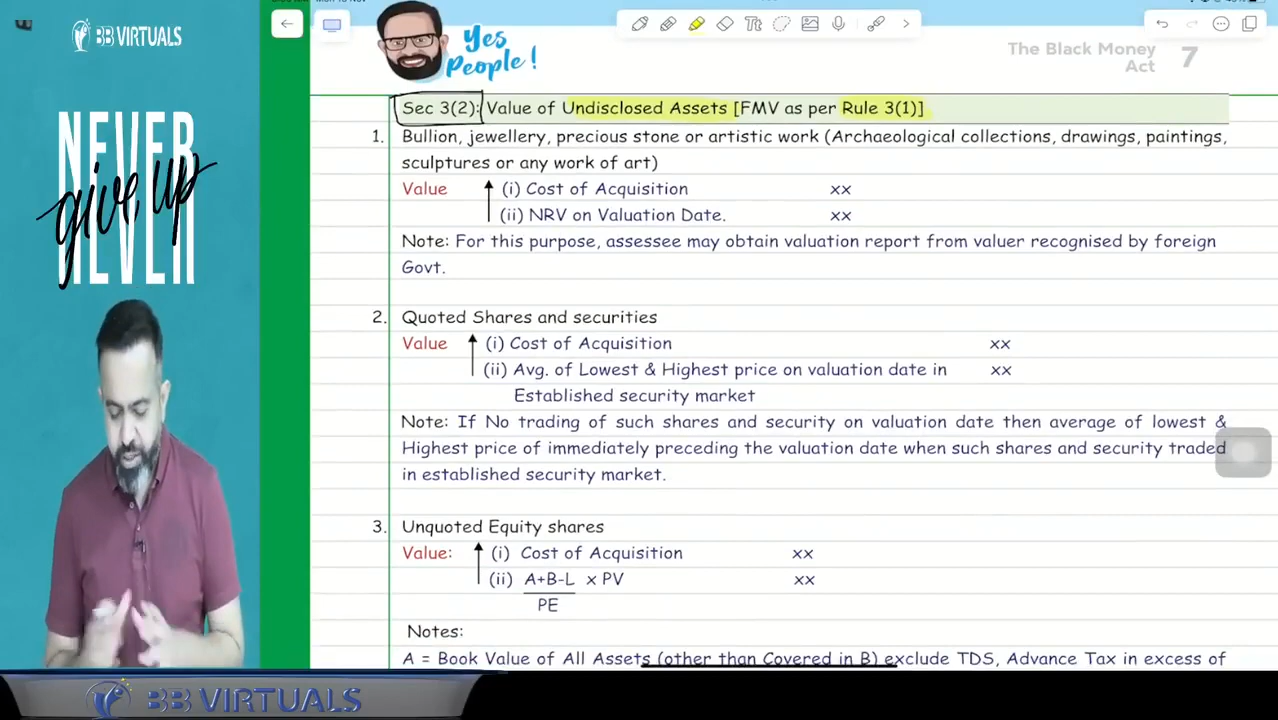 BB VIRTUALS
Yes
People !
The Black Money
Act
7
NEVER
give up
NEVER
Sec 3(2): Value of Undisclosed Assets [FMV as per Rule 3(1)]
1. Bullion, jewellery, precious stone or artistic work (Archaeological collections, drawings, paintings,
sculptures or any work of art)
Value (i) Cost of Acquisition xx
(ii) NRV on Valuation Date. xx
Note: For this purpose, assessee may obtain valuation report from valuer recognised by foreign
Govt.
2. Quoted Shares and securities
Value (i) Cost of Acquisition xx
(ii) Avg. of Lowest & Highest price on valuation date in xx
Established security market
Note: If No trading of such shares and security on valuation date then average of lowest &
Highest price of immediately preceding the valuation date when such shares and security traded
in established security market.
3. Unquoted Equity shares
Value: (i) Cost of Acquisition xx
(ii) A+B-L x PV xx
PE
Notes:
A = Book Value of All Assets (other than Covered in B) exclude TDS, Advance Tax in excess of
BB VIRTUALS